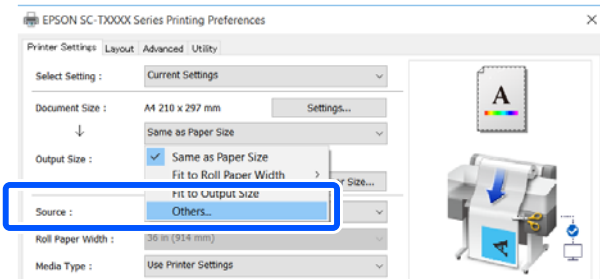 EPSON SC-TXXXX Series Printing Preferences
Printer Settings Layout Advanced Utility
Select Setting : Current Settings
Document Size : A4 210 x 297 mm Settings...
Same as Paper Size
Output Size : Same as Paper Size
Fit to Roll Paper Width
er Size...
Fit to Output Size
Source : Others...
Roll Paper Width : 36 in (914 mm)
Media Type : Use Printer Settings
A
A